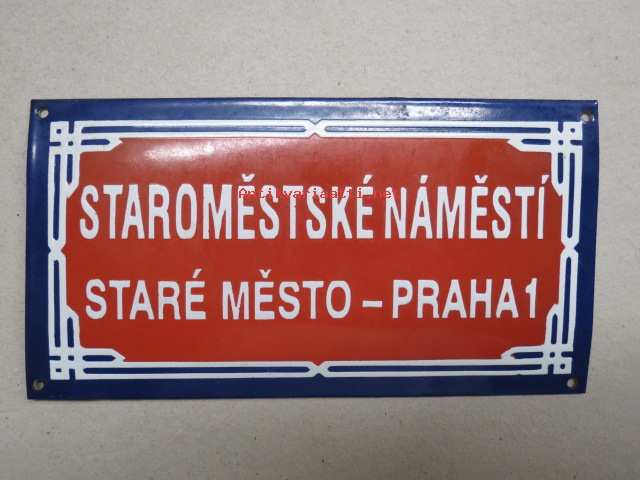 STAROMĚSTSKÉ NÁMĚSTÍ
STARÉ MĚSTO – PRAHA 1